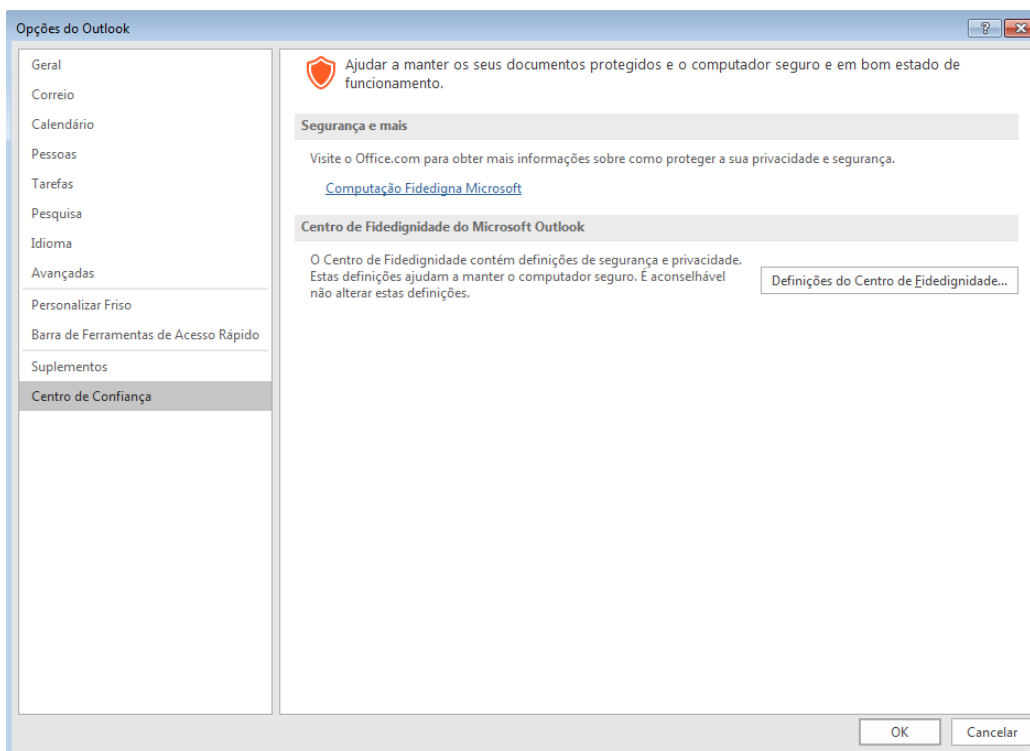 Opções do Outlook
Geral
Correio
Calendário
Pessoas
Tarefas
Pesquisa
Idioma
Avançadas
Personalizar Friso
Barra de Ferramentas de Acesso Rápido
Suplementos
Centro de Confiança
Ajudar a manter os seus documentos protegidos e o computador seguro e em bom estado de
funcionamento.
Segurança e mais
Visite o Office.com para obter mais informações sobre como proteger a sua privacidade e segurança.
Computação Fidedigna Microsoft
Centro de Fidedignidade do Microsoft Outlook
O Centro de Fidedignidade contém definições de segurança e privacidade.
Estas definições ajudam a manter o computador seguro. É aconselhável
não alterar estas definições.
Definições do Centro de Fidedignidade...
OK
Cancelar